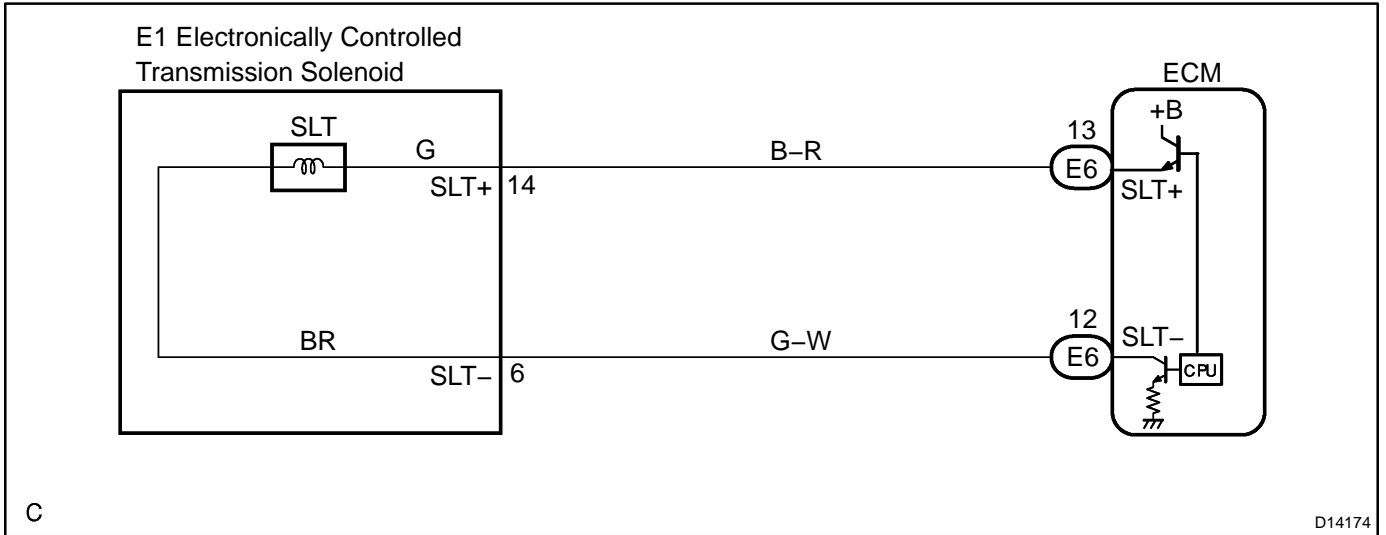 E1 Electronically Controlled
Transmission Solenoid
ECM
SLT
G
B−R
13
+B
E6
SLT+
14
SLT+
BR
G−W
12
SLT−
E6
SLT−
6
CPU
C
D14174